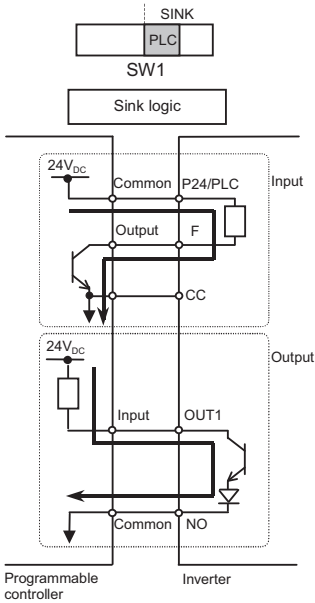 SINK
PLC
SW1
Sink logic
24VDC
Common P24/PLC
Input
Output F
CC
24VDC
Output
Input OUT1
Common NO
Programmable
controller
Inverter